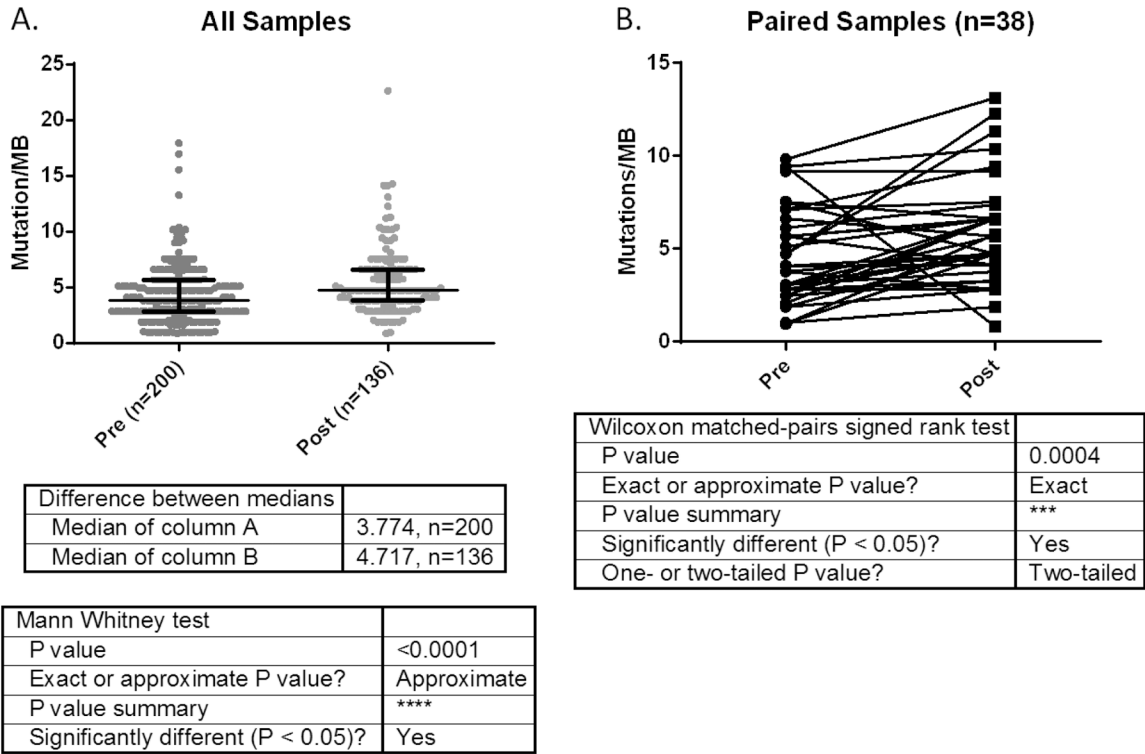 A.
All Samples
Mutation/MB
25
20
15
10
5
0
Pre (n=200)
Post (n=136)
Difference between medians
Median of column A 3.774, n=200
Median of column B 4.717, n=136
Mann Whitney test
P value <0.0001
Exact or approximate P value? Approximate
P value summary ****
Significantly different (P < 0.05)? Yes
B.
Paired Samples (n=38)
Mutations/MB
15
10
5
0
Pre
Post
Wilcoxon matched-pairs signed rank test
P value 0.0004
Exact or approximate P value? Exact
P value summary ***
Significantly different (P < 0.05)? Yes
One- or two-tailed P value? Two-tailed